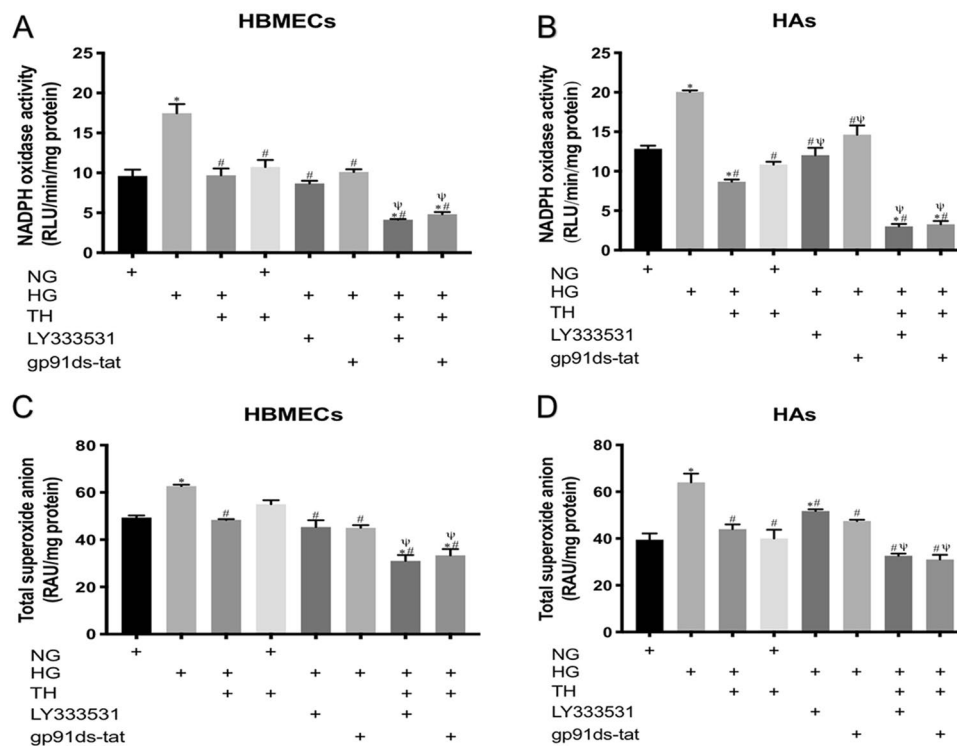 A
HBMECs
NADPH oxidase activity
(RLU/min/mg protein)
25
20
15
10
5
0
*
#
#
#
#
Ψ
*#
Ψ
*#
NG + +
HG + + + + + +
TH + + + +
LY333531 + +
gp91ds-tat + +
B
HAs
NADPH oxidase activity
(RLU/min/mg protein)
25
20
15
10
5
0
*
*#
#
#Ψ
#Ψ
Ψ
*#
Ψ
*#
NG + +
HG + + + + + +
TH + + + +
LY333531 + +
gp91ds-tat + +
C
HBMECs
Total superoxide anion
(RAU/mg protein)
80
60
40
20
0
*
#
#
#
Ψ
*#
Ψ
*#
NG + +
HG + + + + + +
TH + + + +
LY333531 + +
gp91ds-tat + +
D
HAs
Total superoxide anion
(RAU/mg protein)
80
60
40
20
0
*
#
#
*#
#
#Ψ
#Ψ
NG + +
HG + + + + + +
TH + + + +
LY333531 + +
gp91ds-tat + +